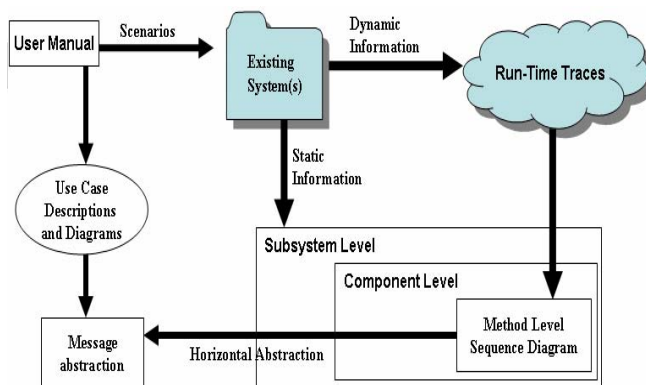 User Manual
Scenarios
Existing
System(s)
Dynamic
Information
Run-Time Traces
Static
Information
Use Case
Descriptions
and Diagrams
Subsystem Level
Component Level
Method Level
Sequence Diagram
Message
abstraction
Horizontal Abstraction